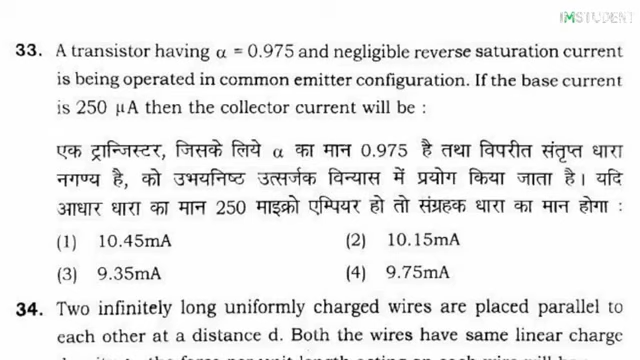 IMSTUDENT
33. A transistor having α = 0.975 and negligible reverse saturation current
is being operated in common emitter configuration. If the base current
is 250 μA then the collector current will be :
एक ट्रान्जिस्टर, जिसके लिये α का मान 0.975 है तथा विपरीत संतृप्त धारा
नगण्य है, को उभयनिष्ठ उत्सर्जक विन्यास में प्रयोग किया जाता है। यदि
आधार धारा का मान 250 माइक्रो एम्पियर हो तो संग्रहक धारा का मान होगा :
(1) 10.45mA (2) 10.15mA
(3) 9.35mA (4) 9.75mA
34. Two infinitely long uniformly charged wires are placed parallel to
each other at a distance d. Both the wires have same linear charge